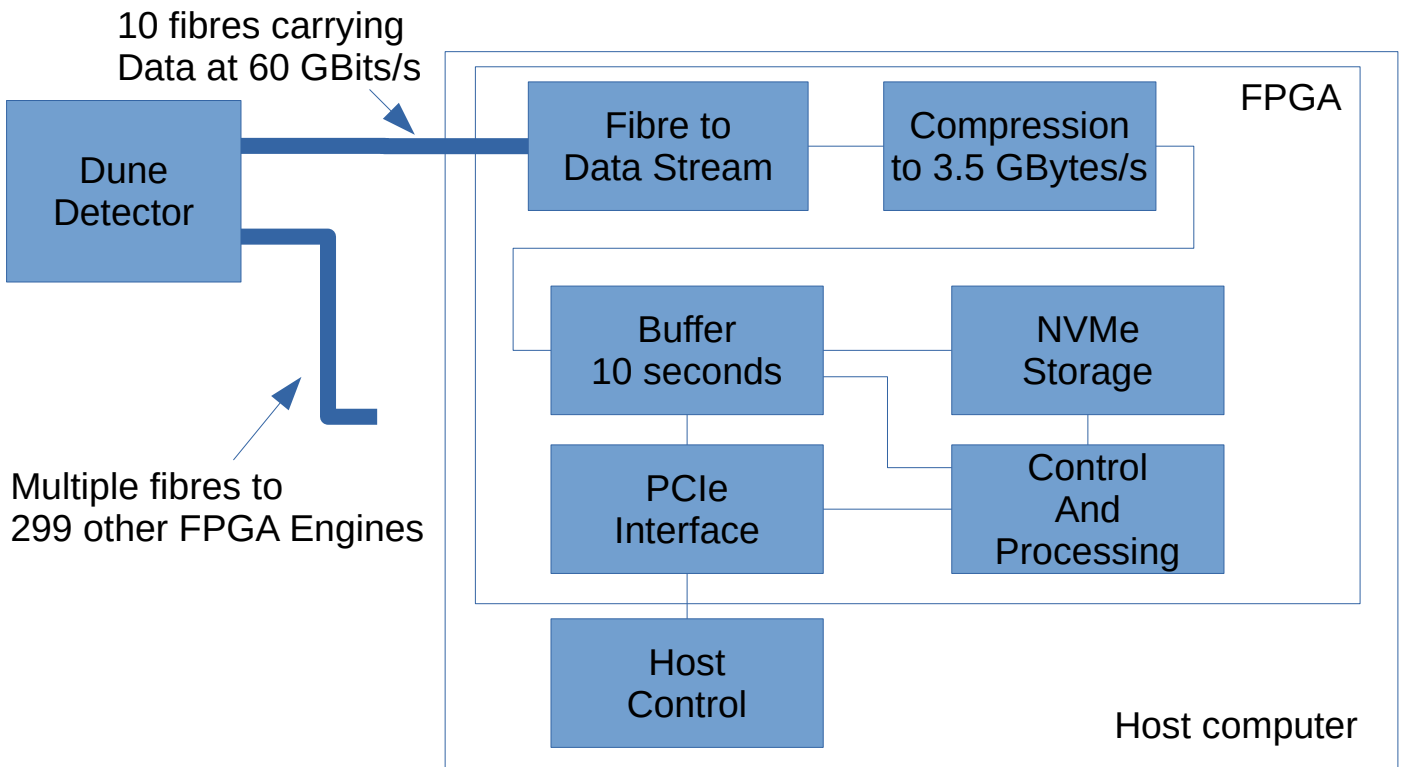 10 fibres carrying
Data at 60 GBits/s
FPGA
Dune
Detector
Fibre to
Data Stream
Compression
to 3.5 GBytes/s
Buffer
10 seconds
NVMe
Storage
Multiple fibres to
299 other FPGA Engines
PCIe
Interface
Control
And
Processing
Host
Control
Host computer